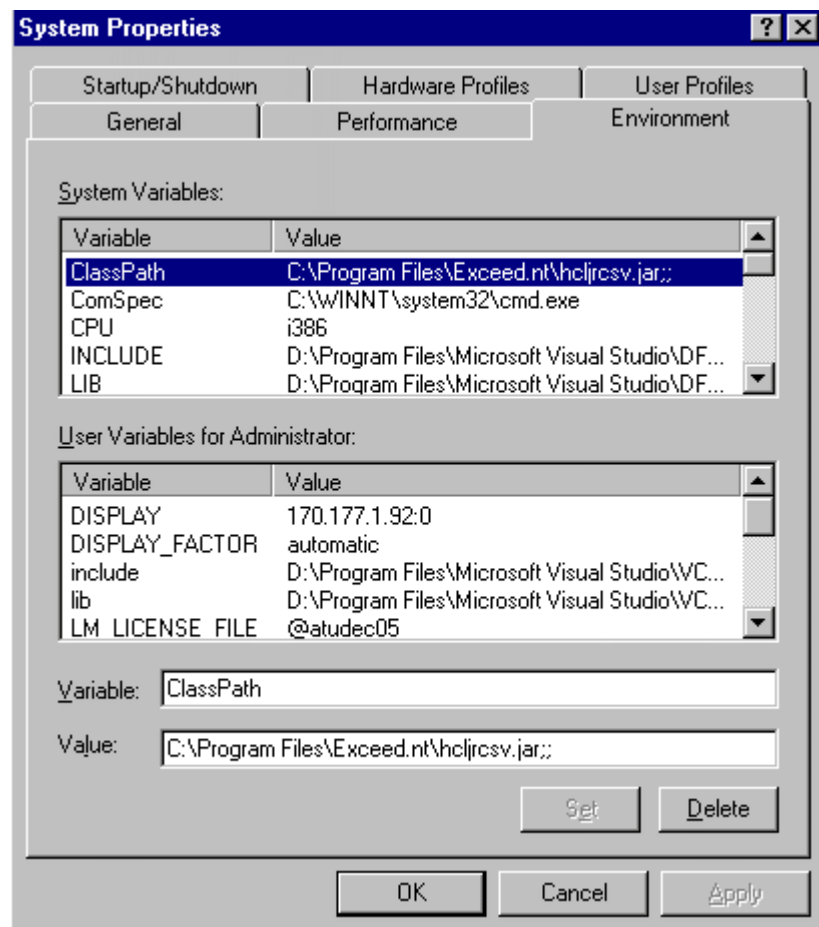 System Properties
Startup/Shutdown Hardware Profiles User Profiles
General Performance Environment
System Variables:
Variable Value
ClassPath C:\Program Files\Exceed.nt\hcljrcsv.jar;;
ComSpec C:\WINNT\system32\cmd.exe
CPU i386
INCLUDE D:\Program Files\Microsoft Visual Studio\DF...
LIB D:\Program Files\Microsoft Visual Studio\DF...
User Variables for Administrator:
Variable Value
DISPLAY 170.177.1.92:0
DISPLAY_FACTOR automatic
include D:\Program Files\Microsoft Visual Studio\VC...
lib D:\Program Files\Microsoft Visual Studio\VC...
LM_LICENSE_FILE @atudec05
Variable: ClassPath
Value: C:\Program Files\Exceed.nt\hcljrcsv.jar;;
Set Delete
OK Cancel Apply